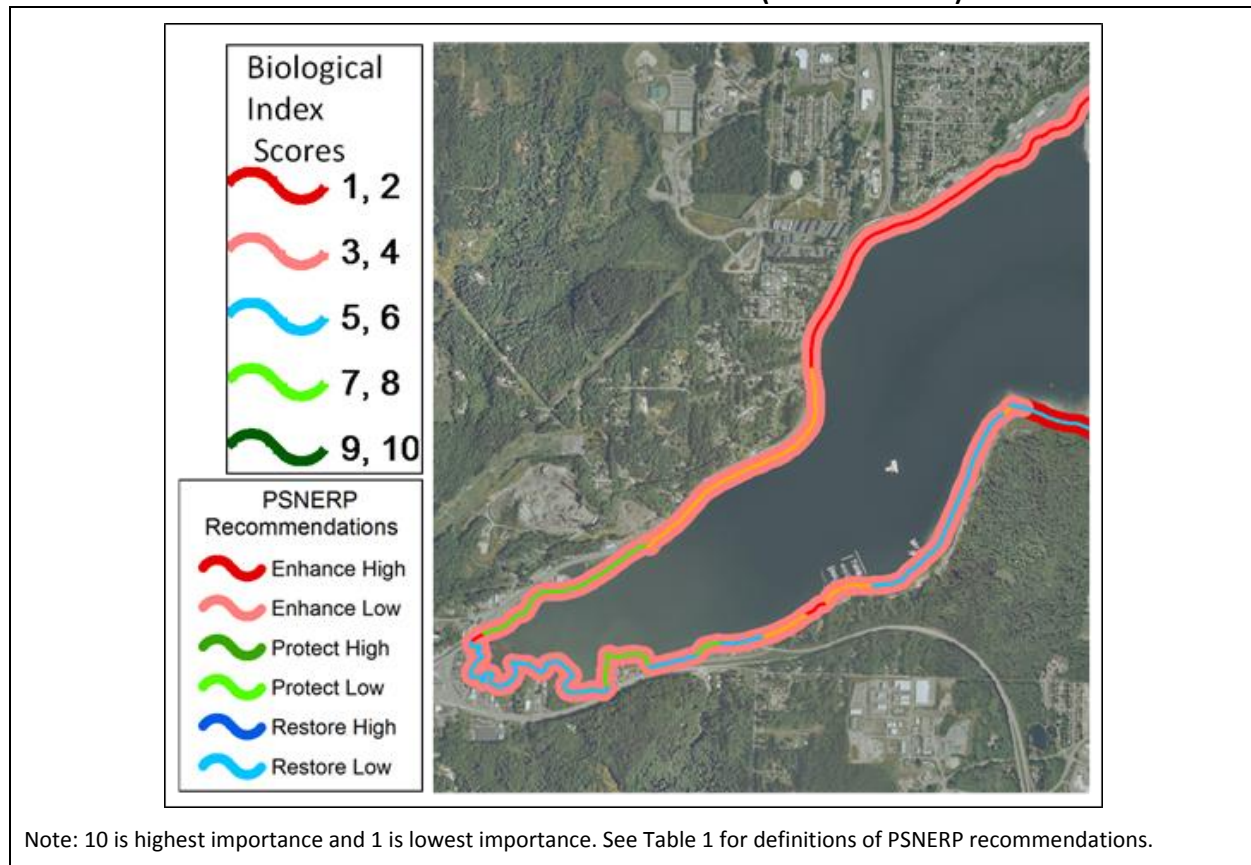 Biological
Index
Scores
1, 2
3, 4
5, 6
7, 8
9, 10
PSNERP
Recommendations
Enhance High
Enhance Low
Protect High
Protect Low
Restore High
Restore Low
Note: 10 is highest importance and 1 is lowest importance. See Table 1 for definitions of PSNERP recommendations.